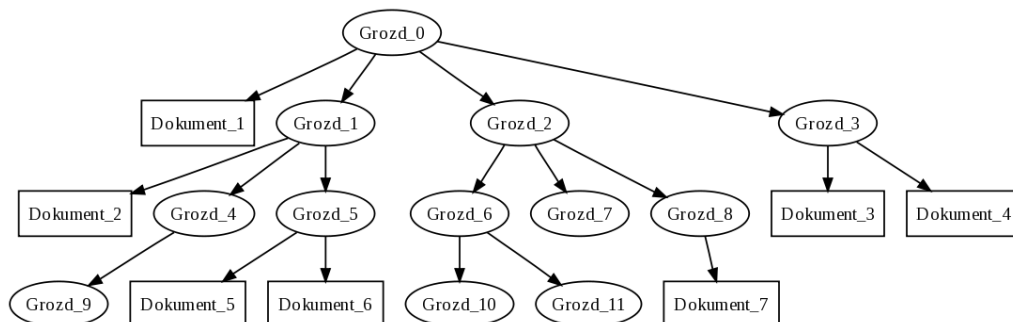 Grozd_0
Dokument_1
Grozd_1
Grozd_2
Grozd_3
Dokument_2
Grozd_4
Grozd_5
Grozd_6
Grozd_7
Grozd_8
Dokument_3
Dokument_4
Grozd_9
Dokument_5
Dokument_6
Grozd_10
Grozd_11
Dokument_7